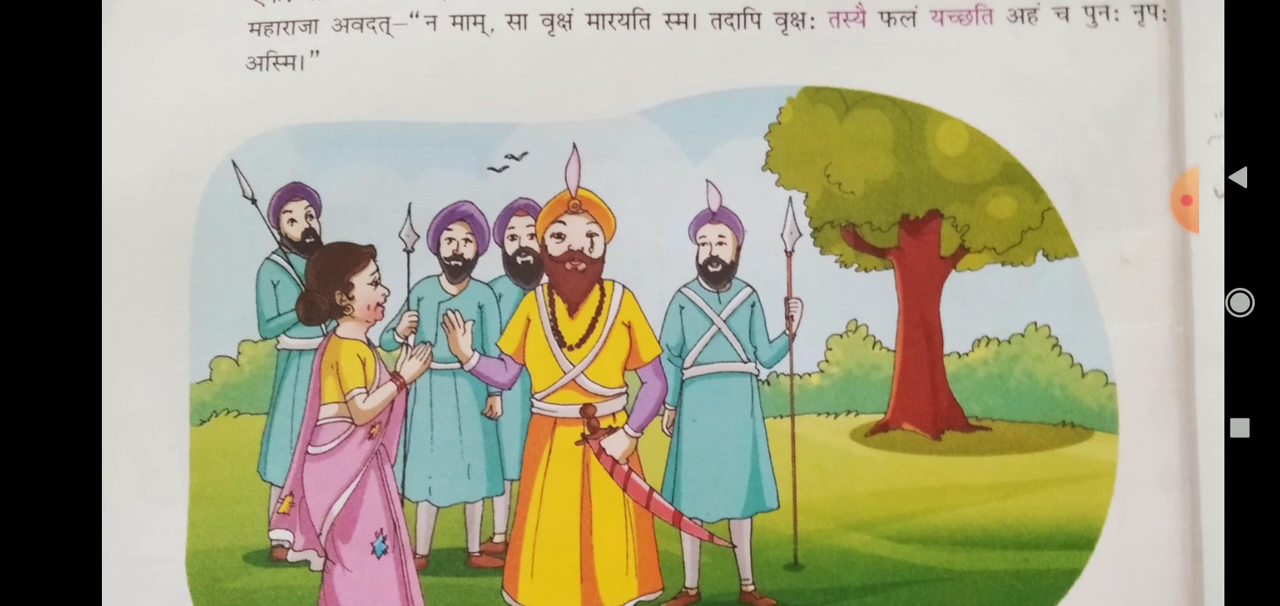 महाराजा अवदत्–“न माम्, सा वृक्षं मारयति स्म। तदापि वृक्षः तस्यै फलं यच्छति अहं च पुनः नृपः
अस्मि।”